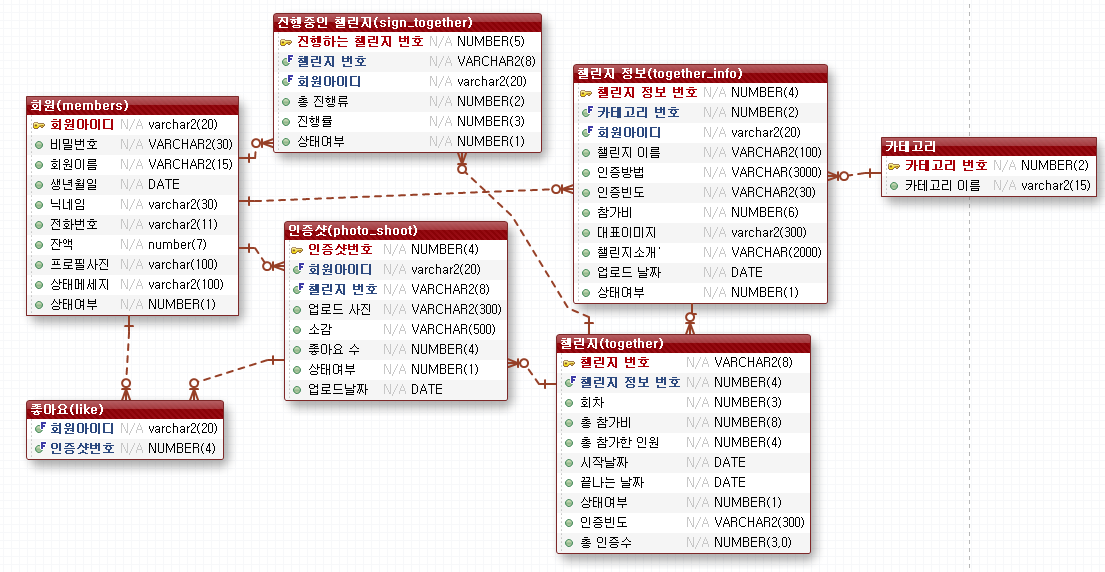 진행중인 첼린지(sign_together)
진행하는 첼린지 번호 N/A NUMBER(5)
첼린지 번호 N/A VARCHAR2(8)
회원아이디 N/A varchar2(20)
총 진행류 N/A NUMBER(2)
진행률 N/A NUMBER(3)
상태여부 N/A NUMBER(1)
회원(members)
회원아이디 N/A varchar2(20)
비밀번호 N/A VARCHAR2(30)
회원이름 N/A VARCHAR2(15)
생년월일 N/A DATE
닉네임 N/A varchar2(30)
전화번호 N/A varchar2(11)
잔액 N/A number(7)
프로필사진 N/A varchar(100)
상태메세지 N/A varchar2(100)
상태여부 N/A NUMBER(1)
첼린지 정보(together_info)
첼린지 정보 번호 N/A NUMBER(4)
카테고리 번호 N/A NUMBER(2)
회원아이디 N/A varchar2(20)
첼린지 이름 N/A VARCHAR2(100)
인증방법 N/A VARCHAR(3000)
인증빈도 N/A VARCHAR2(30)
참가비 N/A NUMBER(6)
대표이미지 N/A varchar2(300)
첼린지소개' N/A VARCHAR(2000)
업로드 날짜 N/A DATE
상태여부 N/A NUMBER(1)
카테고리
카테고리 번호 N/A NUMBER(2)
카테고리 이름 N/A varchar2(15)
인증샷(photo_shoot)
인증샷번호 N/A NUMBER(4)
회원아이디 N/A varchar2(20)
첼린지 번호 N/A VARCHAR2(8)
업로드 사진 N/A VARCHAR2(300)
소감 N/A VARCHAR(500)
좋아요 수 N/A NUMBER(4)
상태여부 N/A NUMBER(1)
업로드날짜 N/A DATE
좋아요(like)
회원아이디 N/A varchar2(20)
인증샷번호 N/A NUMBER(4)
첼린지(together)
첼린지 번호 N/A VARCHAR2(8)
첼린지 정보 번호 N/A NUMBER(4)
회차 N/A NUMBER(3)
총 참가비 N/A NUMBER(8)
총 참가한 인원 N/A NUMBER(4)
시작날짜 N/A DATE
끝나는 날짜 N/A DATE
상태여부 N/A NUMBER(1)
인증빈도 N/A VARCHAR2(300)
총 인증수 N/A NUMBER(3,0)